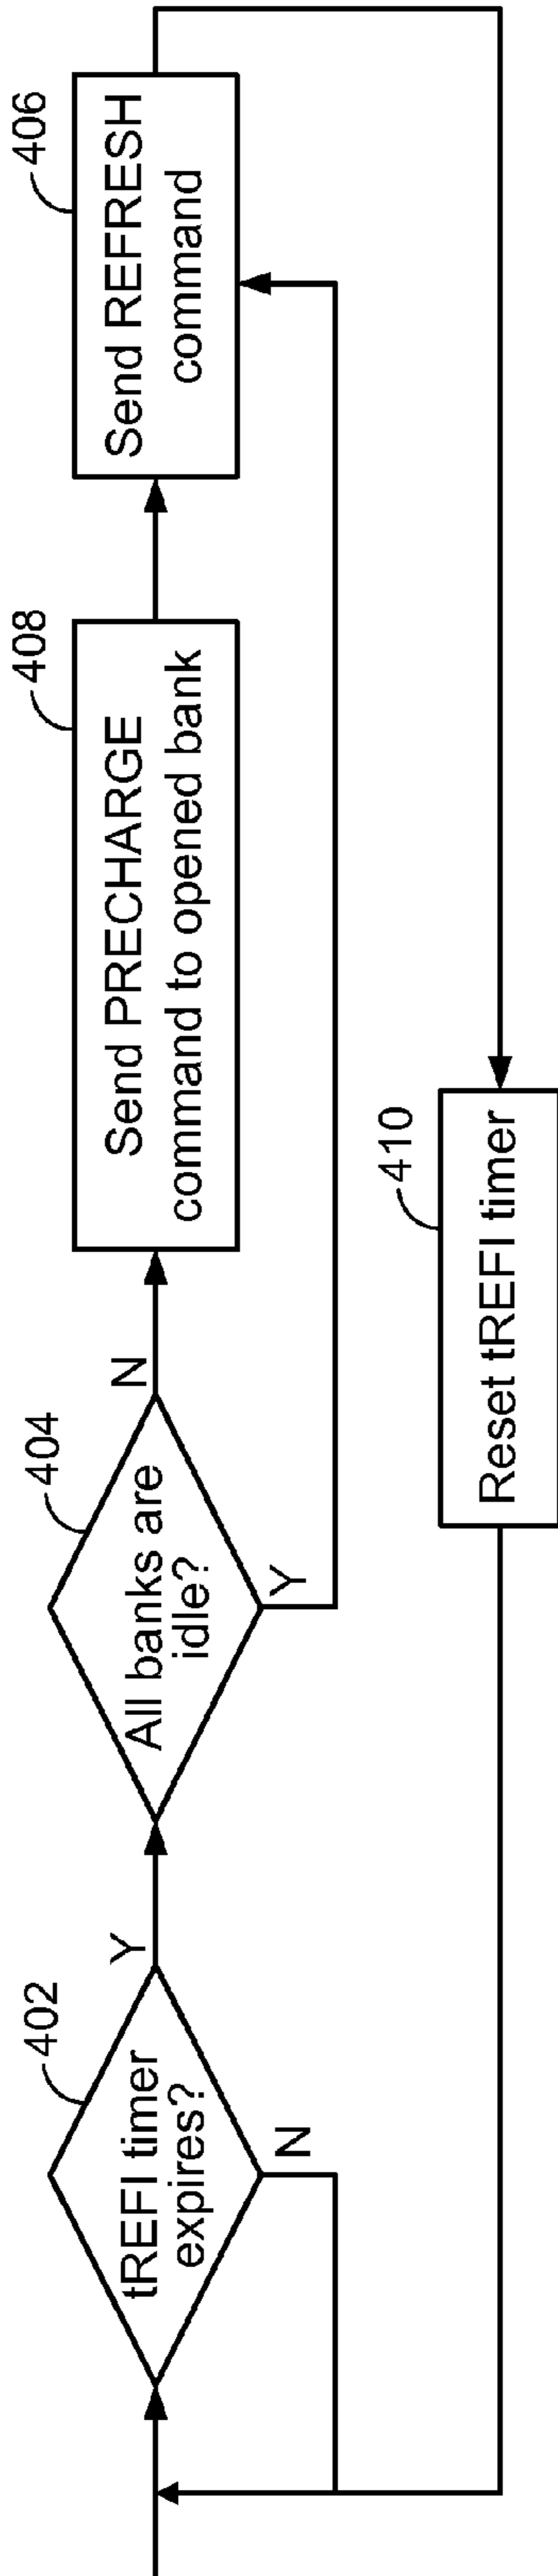 402
tREFI timer
expires?
Y
N
404
All banks are
idle?
N
Y
408
Send PRECHARGE
command to opened bank
406
Send REFRESH
command
410
Reset tREFI timer